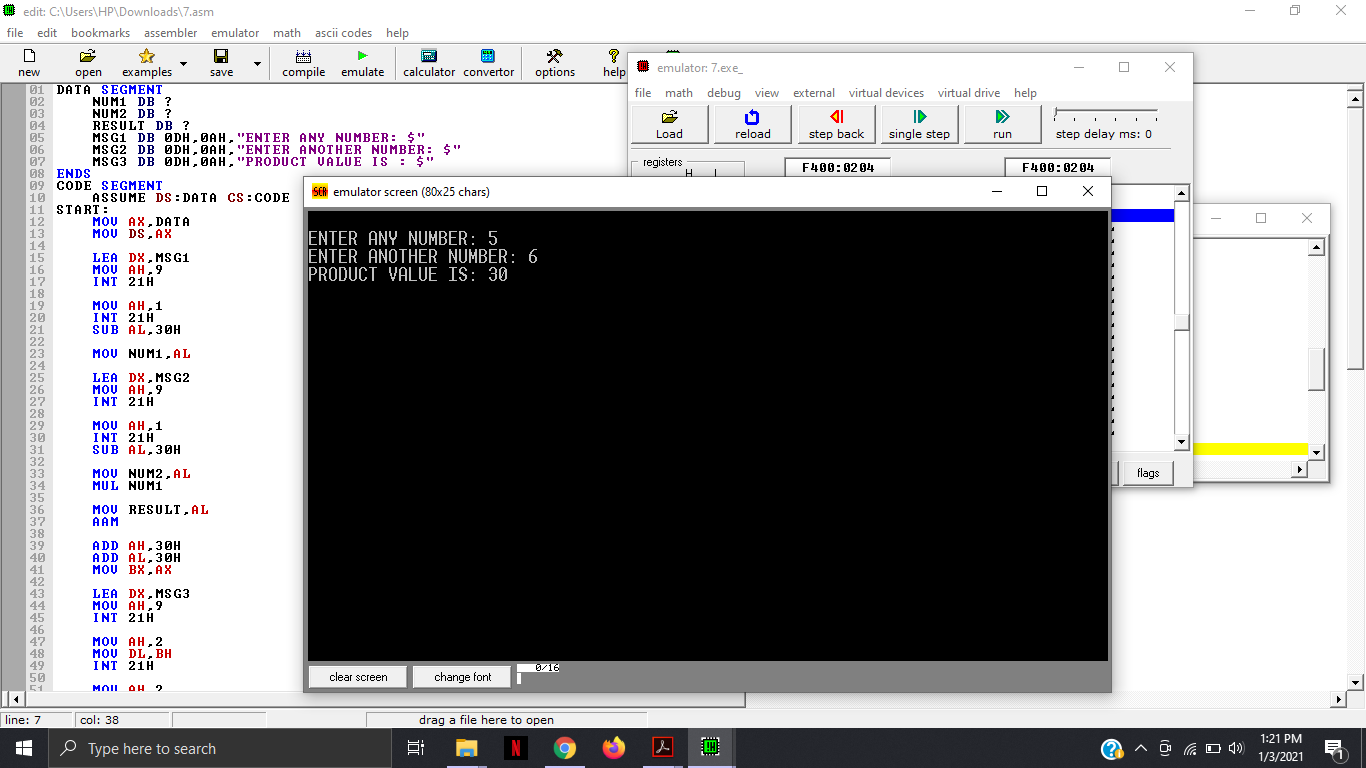 edit: C:\Users\HP\Downloads\7.asm
file edit bookmarks assembler emulator math ascii codes help
new open examples save compile emulate calculator convertor options help
01 DATA SEGMENT
02 NUM1 DB ?
03 NUM2 DB ?
04 RESULT DB ?
05 MSG1 DB 0DH,0AH,"ENTER ANY NUMBER: $"
06 MSG2 DB 0DH,0AH,"ENTER ANOTHER NUMBER: $"
07 MSG3 DB 0DH,0AH,"PRODUCT VALUE IS : $"
08 ENDS
09 CODE SEGMENT
10 ASSUME DS:DATA CS:CODE
11 START:
12 MOV AX,DATA
13 MOV DS,AX
14
15 LEA DX,MSG1
16 MOV AH,9
17 INT 21H
18
19 MOV AH,1
20 INT 21H
21 SUB AL,30H
22
23 MOV NUM1,AL
24
25 LEA DX,MSG2
26 MOV AH,9
27 INT 21H
28
29 MOV AH,1
30 INT 21H
31 SUB AL,30H
32
33 MOV NUM2,AL
34 MUL NUM1
35
36 MOV RESULT,AL
37 AAM
38
39 ADD AH,30H
40 ADD AL,30H
41 MOV BX,AX
42
43 LEA DX,MSG3
44 MOV AH,9
45 INT 21H
46
47 MOV AH,2
48 MOV DL,BH
49 INT 21H
50
51 MOV AH,2
emulator: 7.exe_
file math debug view external virtual devices virtual drive help
Load reload step back single step run step delay ms: 0
registers F400:0204 F400:0204
H L
emulator screen (80x25 chars)
ENTER ANY NUMBER: 5
ENTER ANOTHER NUMBER: 6
PRODUCT VALUE IS: 30
clear screen change font 0/16
flags
line: 7 col: 38 drag a file here to open
Type here to search
1:21 PM
1/3/2021
1